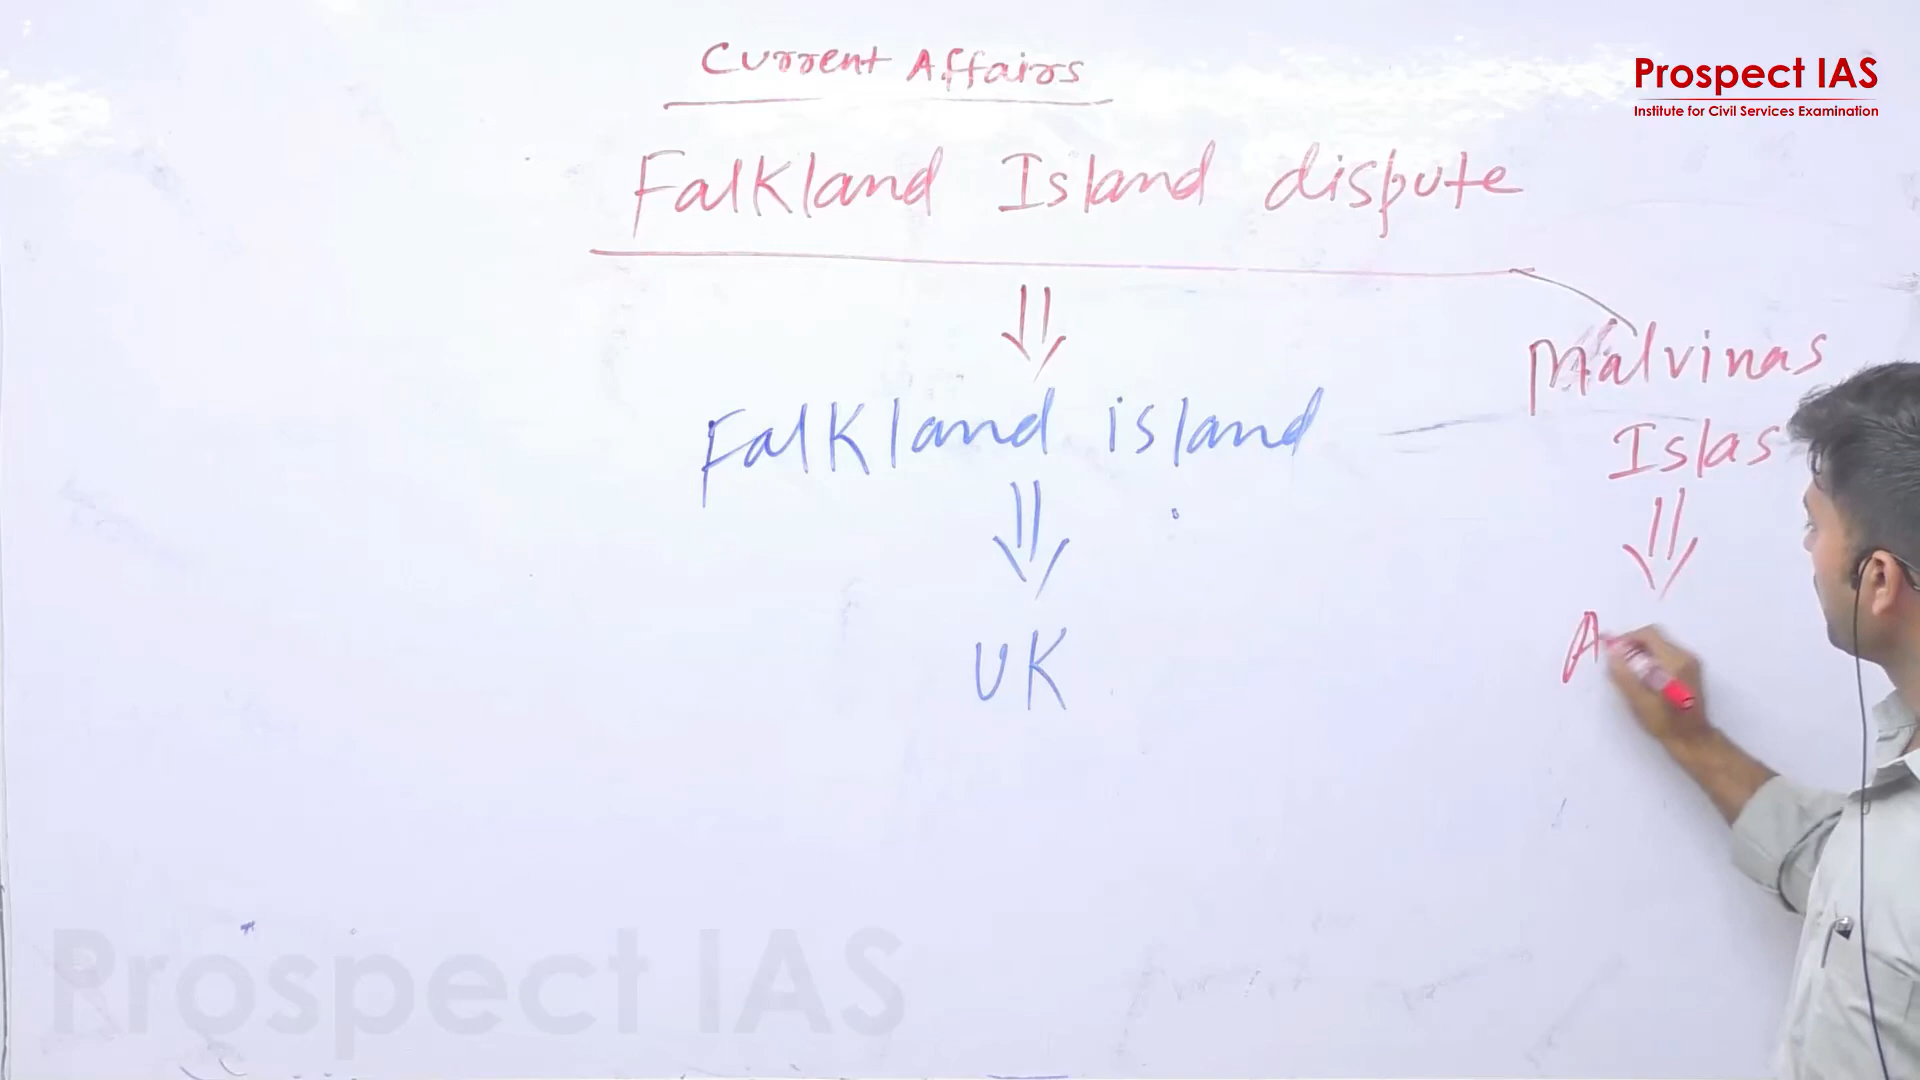 Current Affairs
Prospect IAS
Institute for Civil Services Examination
Falkland Island dispute
Malvinas
Islas
Falkland island
UK
A
Prospect IAS